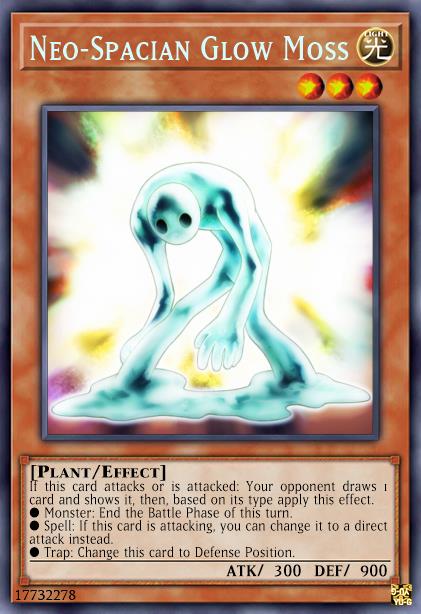 Neo-Spacian Glow Moss
LIGHT
光
[Plant/Effect]
If this card attacks or is attacked: Your opponent draws 1
card and shows it, then, based on its type apply this effect.
● Monster: End the Battle Phase of this turn.
● Spell: If this card is attacking, you can change it to a direct
attack instead.
● Trap: Change this card to Defense Position.
ATK/ 300 DEF/ 900
17732278